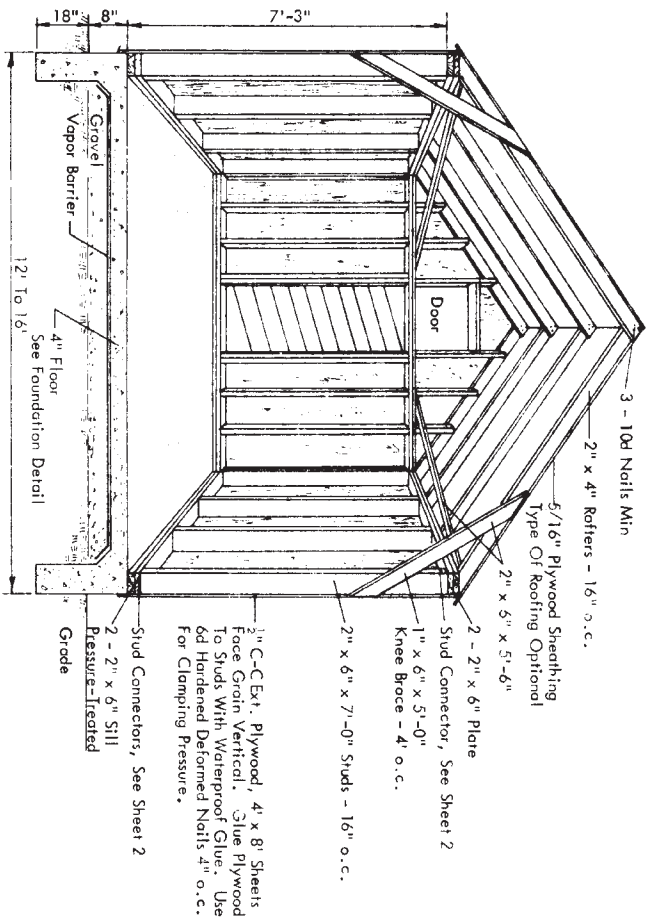 3 - 10d Nails Min
2" x 4" Rafters - 16" o.c.
5/16" Plywood Sheathing
Type Of Roofing Optional
2" x 6" x 5'-6"
2 - 2" x 6" Plate
Stud Connector, See Sheet 2
1" x 6" x 5'-0"
Knee Brace - 4' o.c.
2" x 6" x 7'-0" Studs - 16" o.c.
½" C-C Ext. Plywood, 4' x 8' Sheets
Face Grain Vertical. Glue Plywood
To Studs With Waterproof Glue. Use
6d Hardened Deformed Nails 4" o.c.
For Clamping Pressure.
Stud Connectors, See Sheet 2
2 - 2" x 6" Sill
Pressure-Treated
Grade
Door
7'-3"
8"
18"
Gravel
Vapor Barrier
4" Floor
See Foundation Detail
12' To 16'